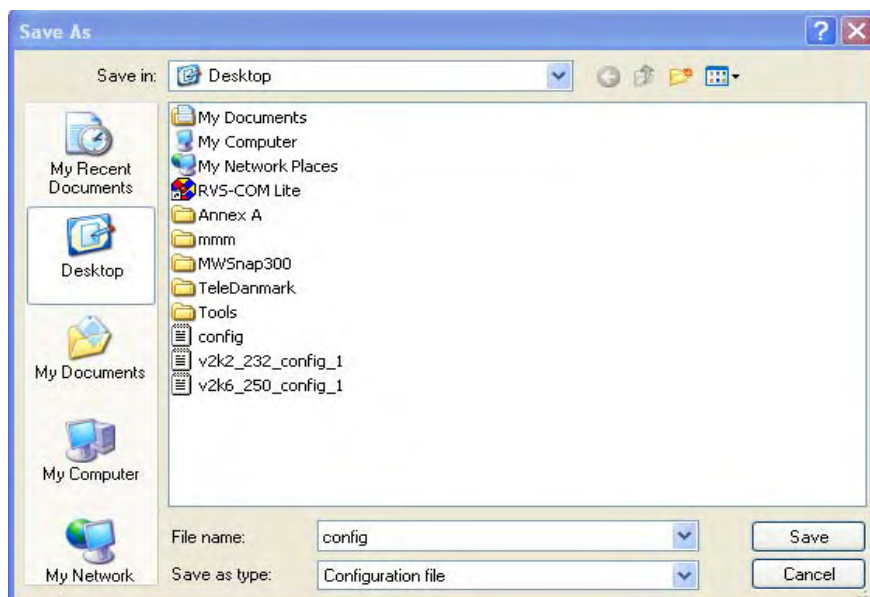 Save As
Save in: Desktop
My Recent
Documents
Desktop
My Documents
My Computer
My Network
My Documents
My Computer
My Network Places
RVS-COM Lite
Annex A
mmm
MWSnap300
TeleDanmark
Tools
config
v2k2_232_config_1
v2k6_250_config_1
File name: config
Save
Save as type: Configuration file
Cancel